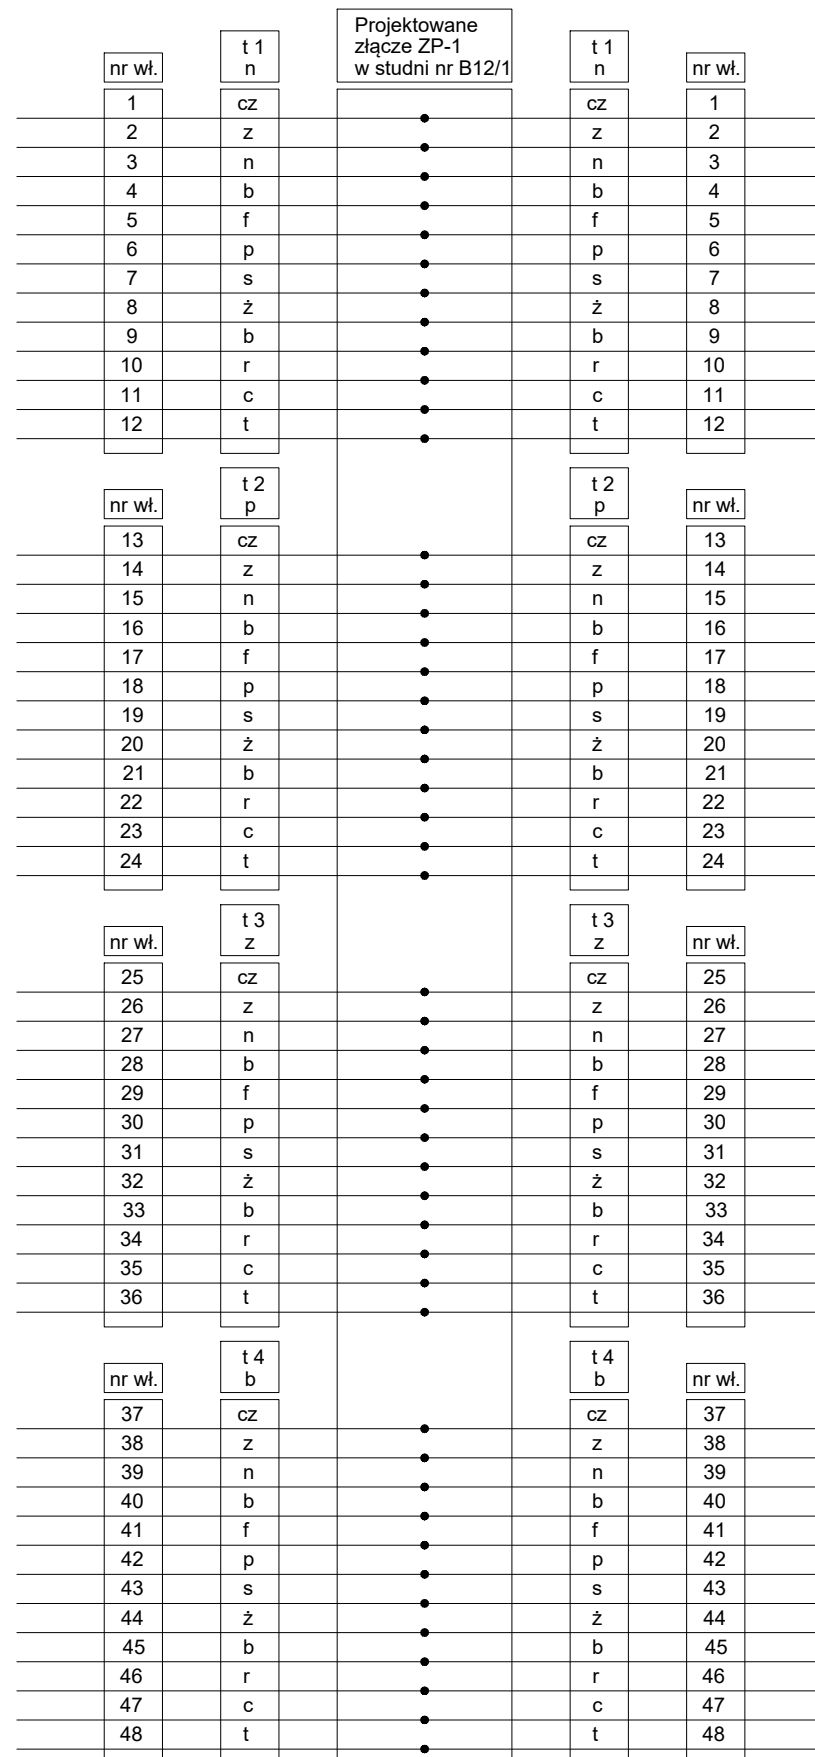 Projektowane
złącze ZP-1
w studni nr B12/1
t 1 t 1
nr wł. n n nr wł.
1 cz cz 1
2 z z 2
3 n n 3
4 b b 4
5 f f 5
6 p p 6
7 s s 7
8 ż ż 8
9 b b 9
10 r r 10
11 c c 11
12 t t 12
t 2 t 2
nr wł. p p nr wł.
13 cz cz 13
14 z z 14
15 n n 15
16 b b 16
17 f f 17
18 p p 18
19 s s 19
20 ż ż 20
21 b b 21
22 r r 22
23 c c 23
24 t t 24
t 3 t 3
nr wł. z z nr wł.
25 cz cz 25
26 z z 26
27 n n 27
28 b b 28
29 f f 29
30 p p 30
31 s s 31
32 ż ż 32
33 b b 33
34 r r 34
35 c c 35
36 t t 36
t 4 t 4
nr wł. b b nr wł.
37 cz cz 37
38 z z 38
39 n n 39
40 b b 40
41 f f 41
42 p p 42
43 s s 43
44 ż ż 44
45 b b 45
46 r r 46
47 c c 47
48 t t 48